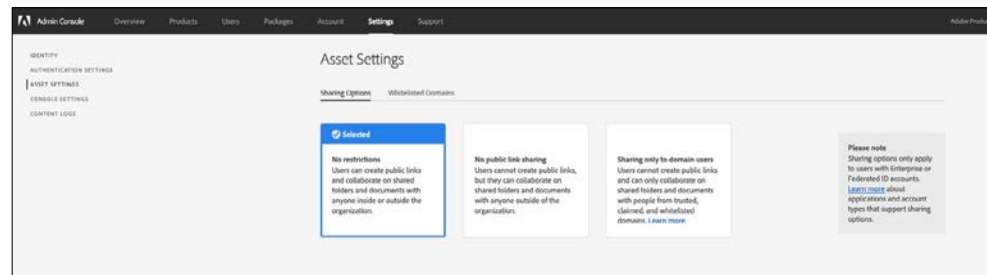 Admin Console
Overview
Products
Users
Packages
Account
Settings
Support
Adobe Produ
IDENTITY
AUTHENTICATION SETTINGS
ASSET SETTINGS
CONSOLE SETTINGS
CONTENT LOGS
Asset Settings
Sharing Options
Whitelisted Domains
Selected
No restrictions
Users can create public links
and collaborate on shared
folders and documents with
anyone inside or outside the
organization.
No public link sharing
Users cannot create public links,
but they can collaborate on
shared folders and documents
with anyone outside of the
organization.
Sharing only to domain users
Users cannot create public links
and can only collaborate on
shared folders and documents
with people from trusted,
claimed, and whitelisted
domains. Learn more
Please note
Sharing options only apply
to users with Enterprise or
Federated ID accounts.
Learn more about
applications and account
types that support sharing
options.